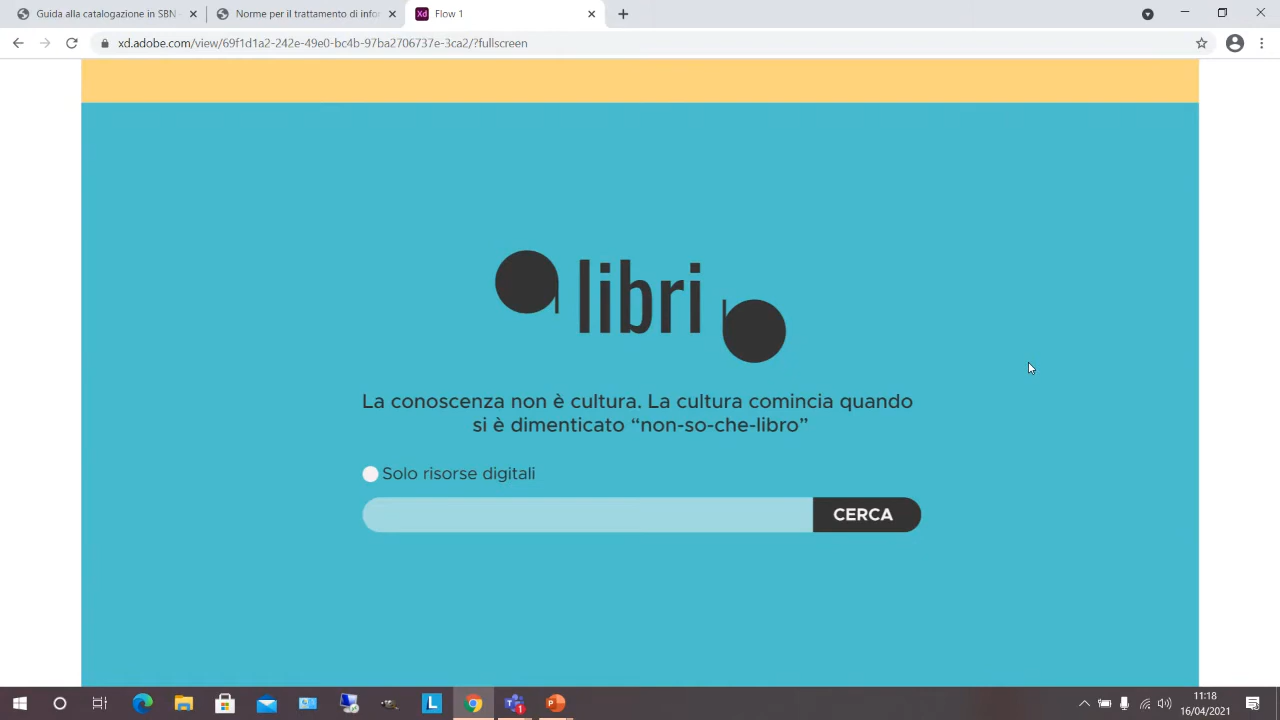 Guida alla catalogazione in SBN
Norme per il trattamento di info
Flow 1
xd.adobe.com/view/69f1d1a2-242e-49e0-bc4b-97ba2706737e-3ca2/?fullscreen
libri
La conoscenza non è cultura. La cultura comincia quando
si è dimenticato “non-so-che-libro”
Solo risorse digitali
CERCA
11:18
16/04/2021